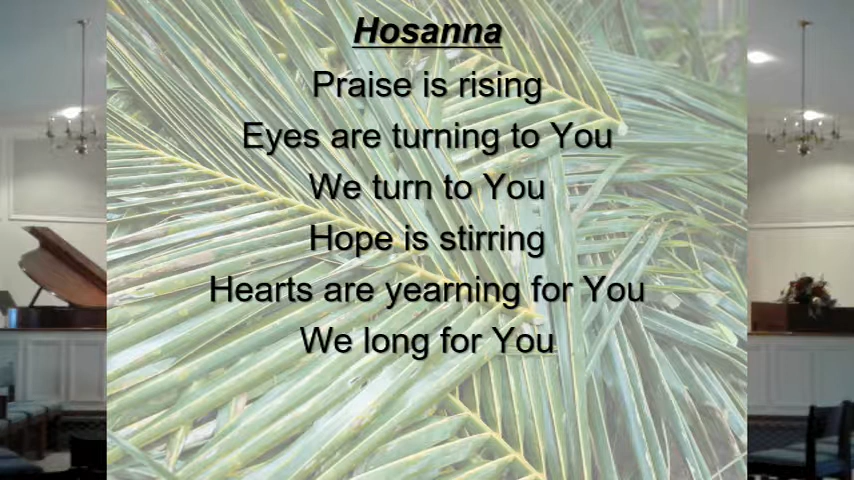 Hosanna
Praise is rising
Eyes are turning to You
We turn to You
Hope is stirring
Hearts are yearning for You
We long for You